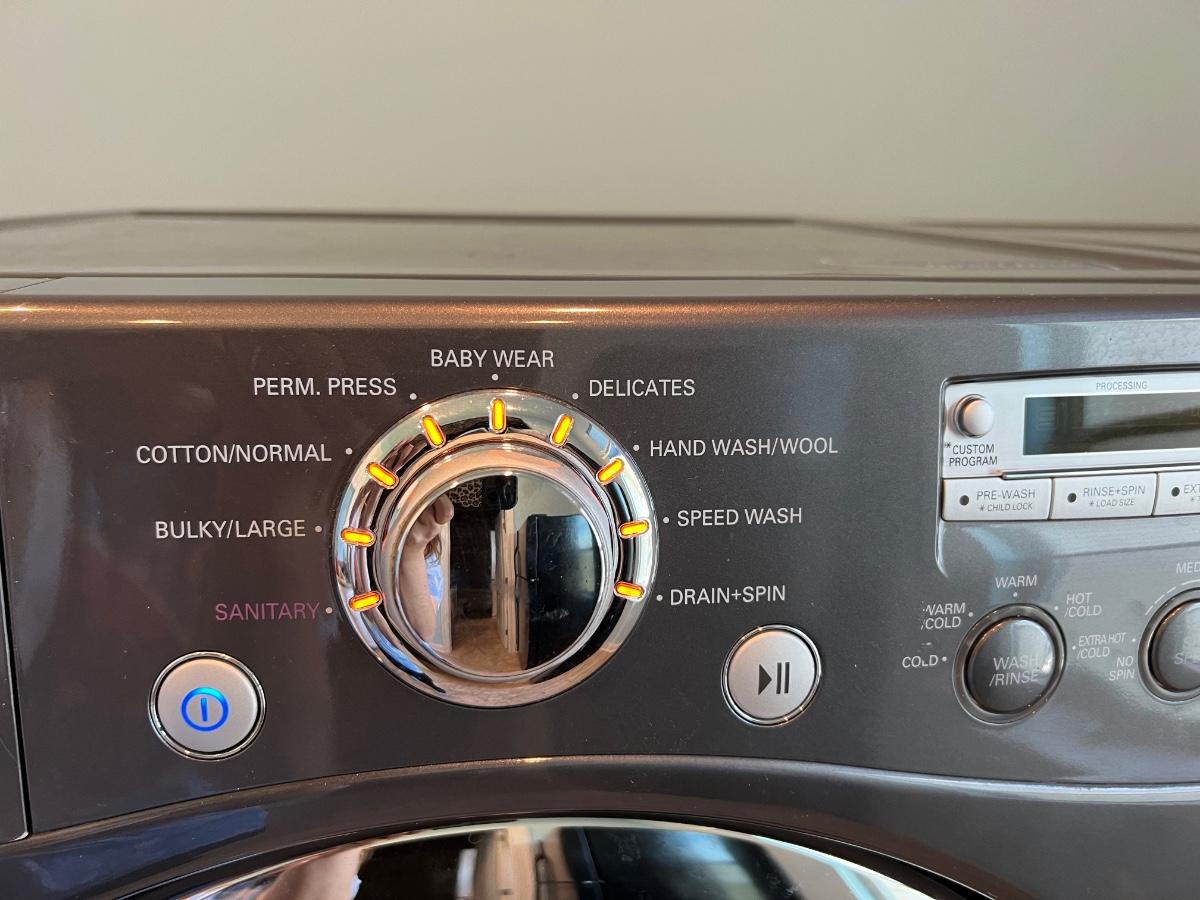 BABY WEAR
PERM. PRESS
DELICATES
COTTON/NORMAL
HAND WASH/WOOL
BULKY/LARGE
SPEED WASH
SANITARY
DRAIN+SPIN
PROCESSING
*CUSTOM
PROGRAM
PRE-WASH
* CHILD LOCK
RINSE+SPIN
* LOAD SIZE
EXT
WARM
WARM
/COLD
HOT
/COLD
COLD
EXTRA HOT
/COLD
WASH
/RINSE
MED
NO
SPIN